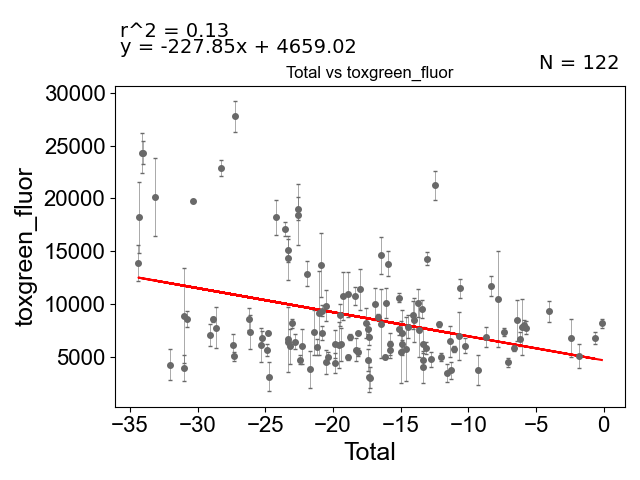 r^2 = 0.13
y = -227.85x + 4659.02
N = 122
Total vs toxgreen_fluor
30000
25000
20000
15000
10000
5000
toxgreen_fluor
−35 −30 −25 −20 −15 −10 −5 0
Total